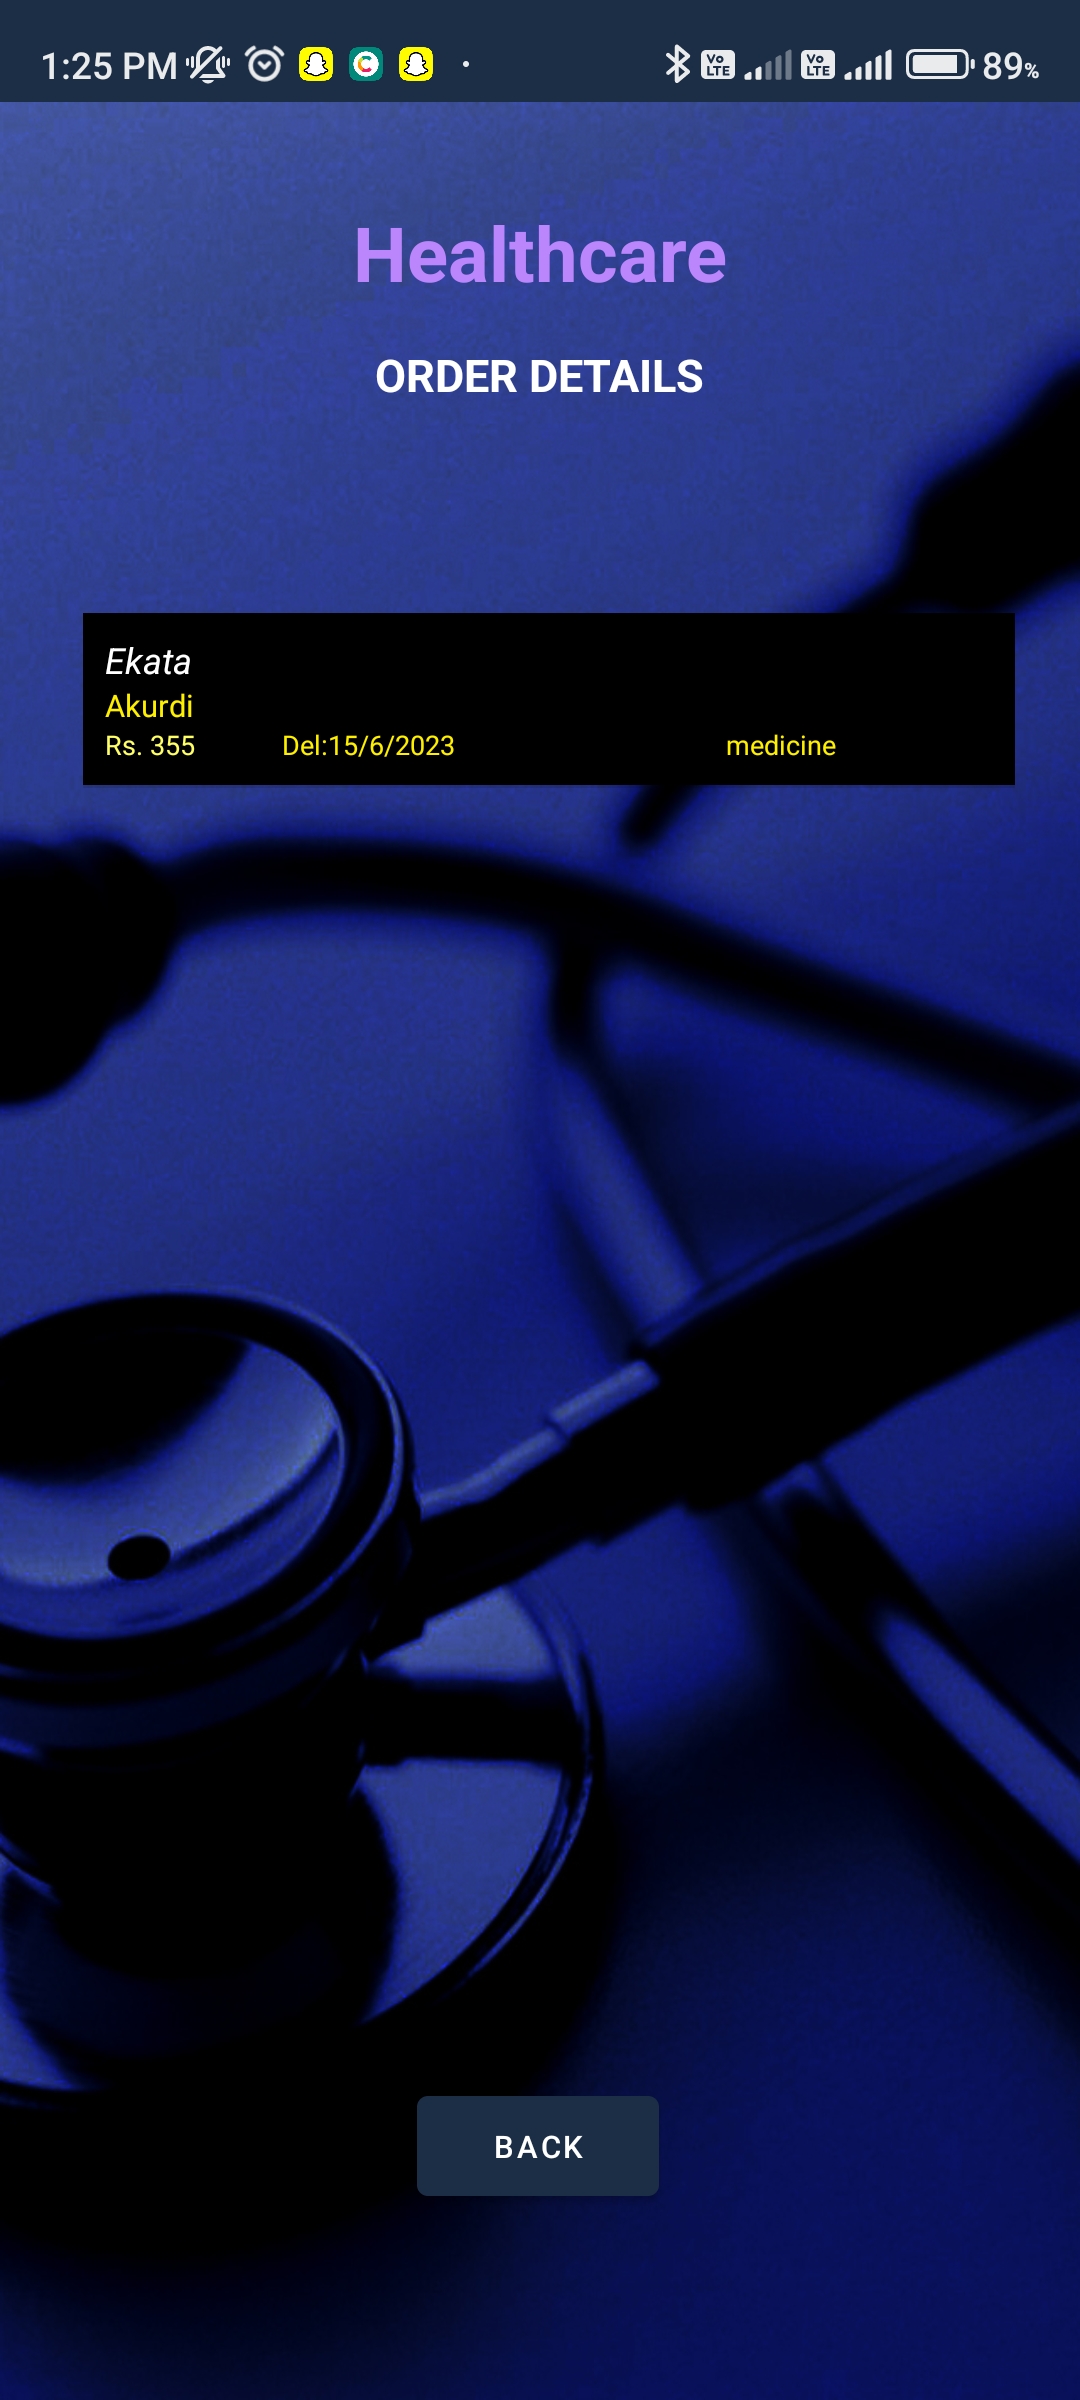 1:25 PM 89%
Healthcare
ORDER DETAILS
Ekata
Akurdi
Rs. 355 Del:15/6/2023 medicine
BACK